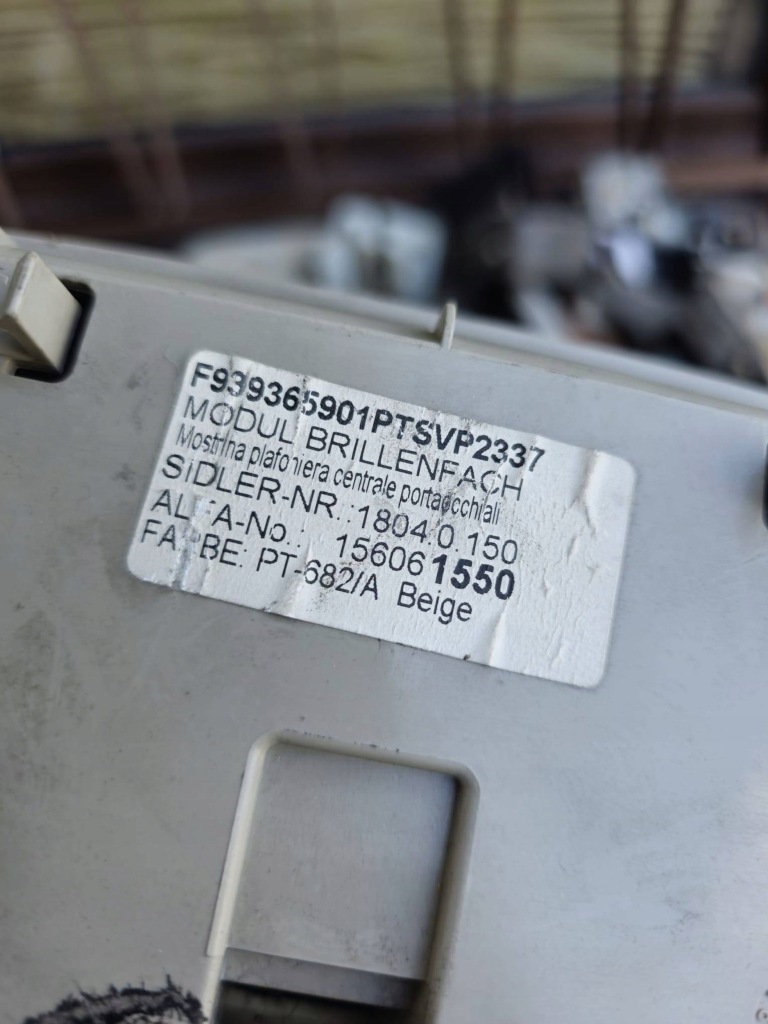 F939365901PTSVP2337
MODUL BRILLENFACH
Mostrina plafoniera centrale portaocchiali
SIDLER-NR.:1804.0.150
ALFA-No.: 156061550
FARBE: PT-682/A Beige